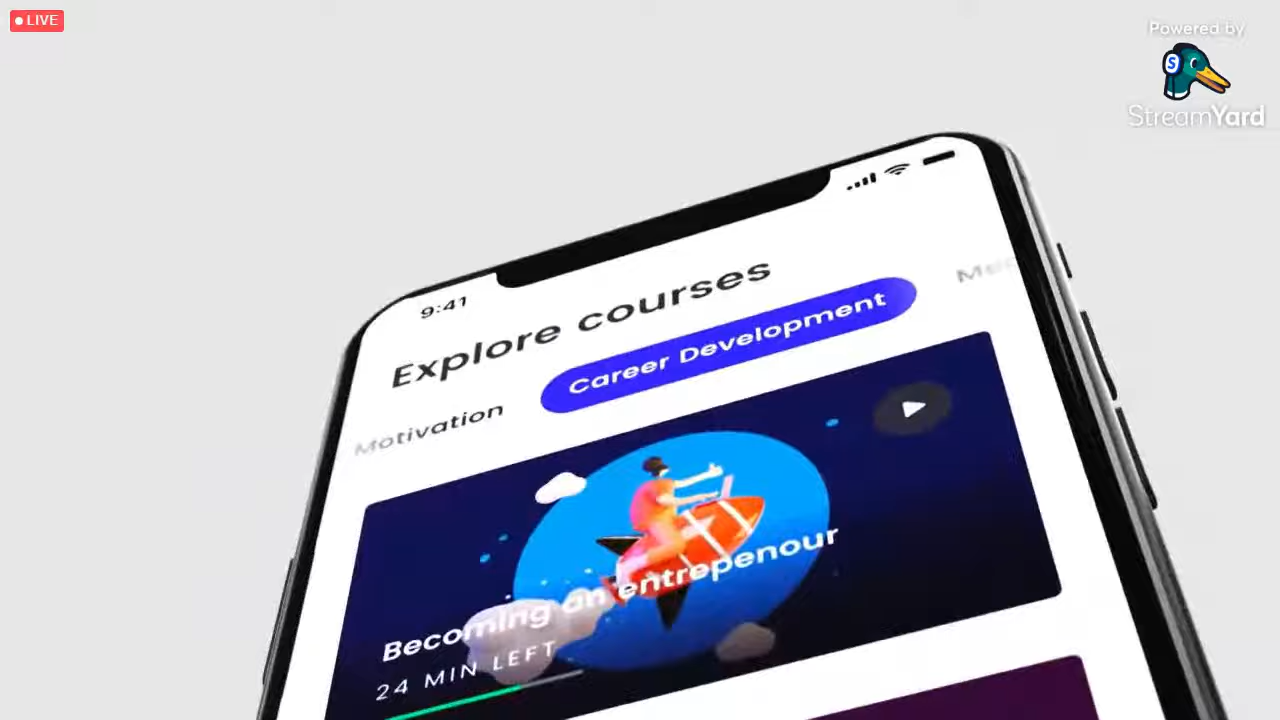 LIVE
Powered by
StreamYard
9:41
Explore courses
Motivation
Career Development
Becoming an entrepenour
24 MIN LEFT